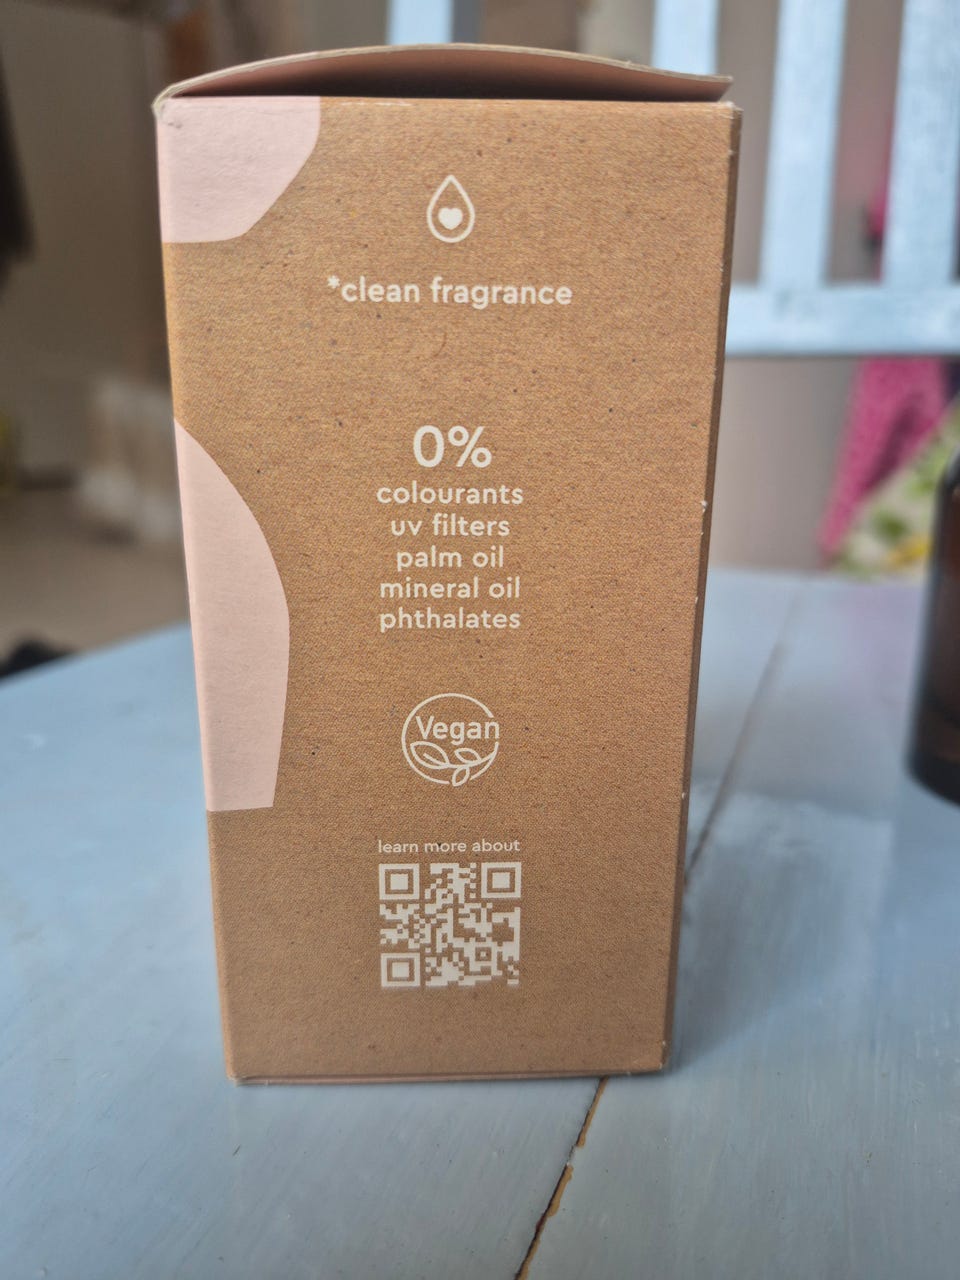 *clean fragrance
0%
colourants
uv filters
palm oil
mineral oil
phthalates
Vegan
learn more about